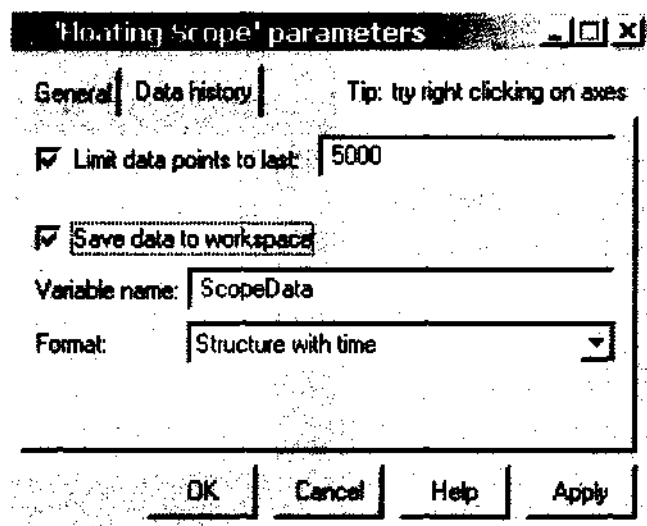 'Floating Scope' parameters
General Data history Tip: try right clicking on axes
Limit data points to last: 5000
Save data to workspace
Variable name: ScopeData
Format: Structure with time
OK Cancel Help Apply